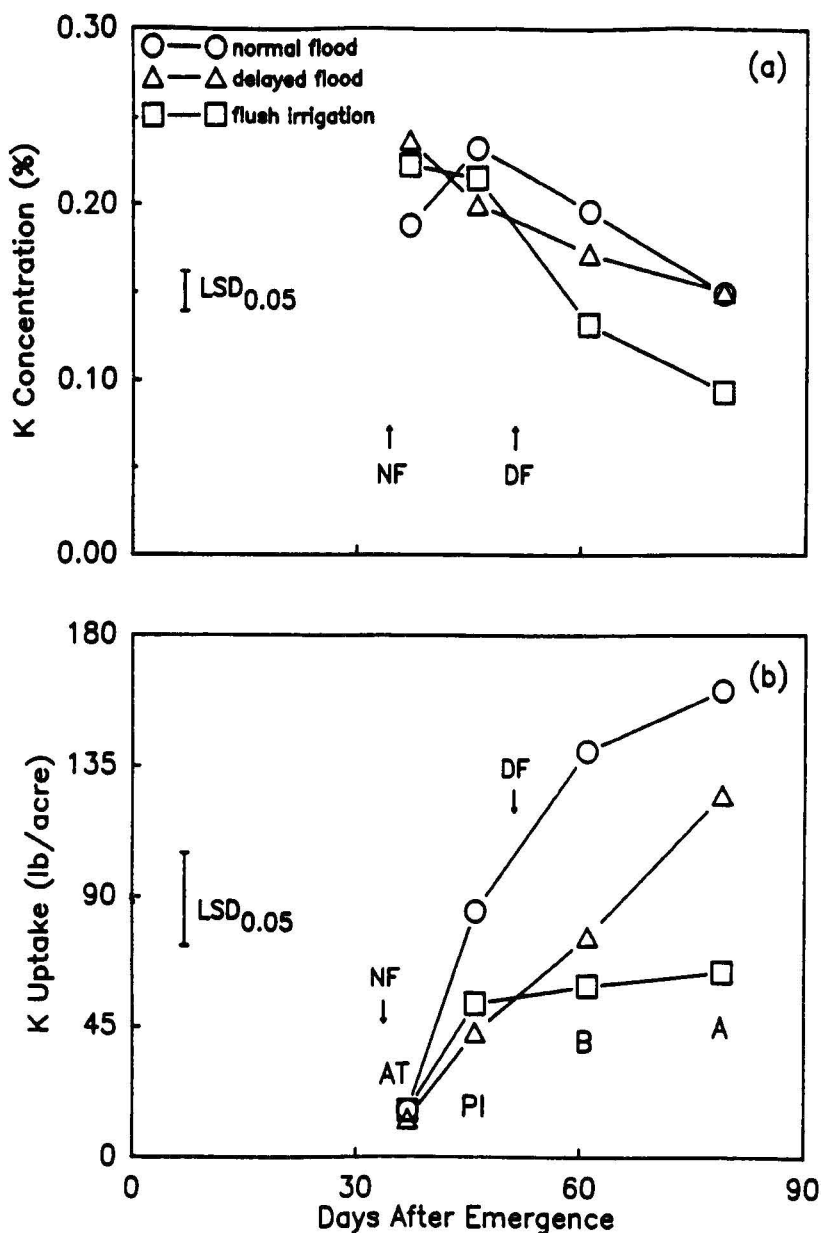 0.30
normal flood
(a)
delayed flood
flush irrigation
0.20
LSD0.05
0.10
NF
DF
0.00
K Concentration (%)
180
(b)
135
DF
90
LSD0.05
NF
45
AT
B
A
PI
0
K Uptake (lb/acre)
0
30
60
90
Days After Emergence